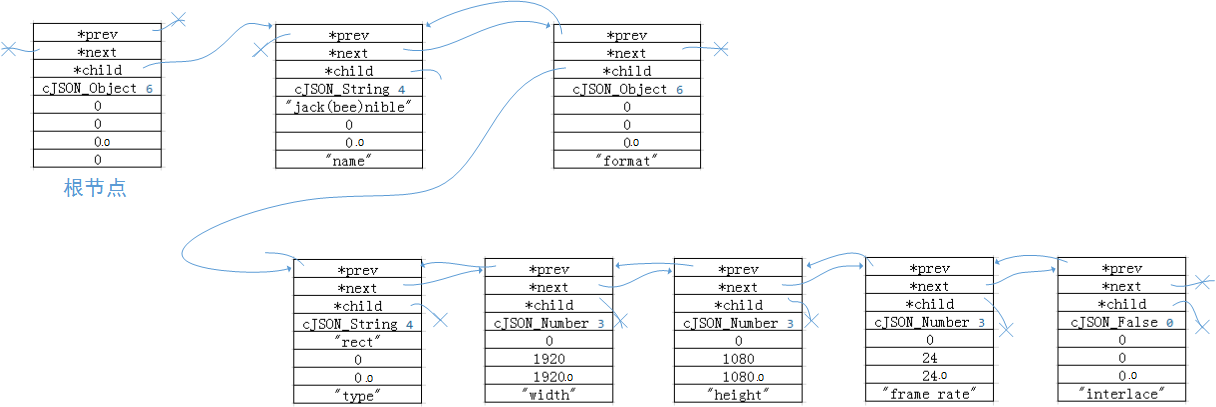 *prev
*next
*child
cJSON_Object 6
0
0
0.0
0
根节点
*prev
*next
*child
cJSON_String 4
"jack(bee)nible"
0
0.0
"name"
*prev
*next
*child
cJSON_Object 6
0
0
0.0
"format"
*prev
*next
*child
cJSON_String 4
"rect"
0
0.0
"type"
*prev
*next
*child
cJSON_Number 3
0
1920
1920.0
"width"
*prev
*next
*child
cJSON_Number 3
0
1080
1080.0
"height"
*prev
*next
*child
cJSON_Number 3
0
24
24.0
"frame rate"
*prev
*next
*child
cJSON_False 0
0
0
0.0
"interlace"